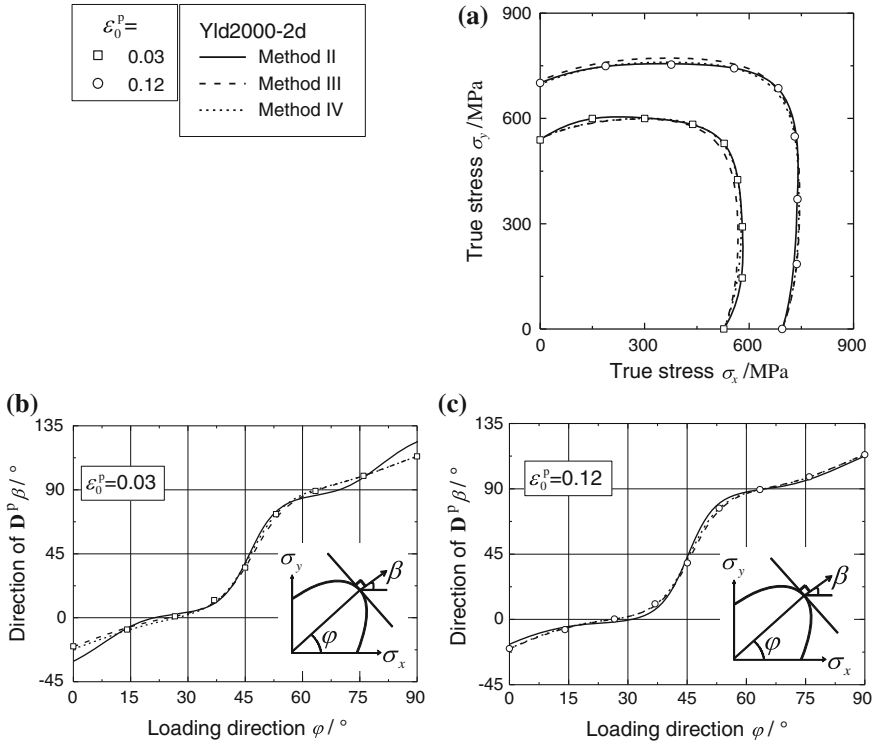 ε₀ᵖ=
0.03
0.12
Yld2000-2d
Method II
Method III
Method IV
(a)
900
600
300
0
0 300 600 900
True stress σy /MPa
True stress σx /MPa
(b)
135
90
45
0
-45
0 15 30 45 60 75 90
Direction of Dᵖ β / °
Loading direction φ / °
ε₀ᵖ=0.03
σy
β
φ
σx
(c)
135
90
45
0
-45
0 15 30 45 60 75 90
Direction of Dᵖ β / °
Loading direction φ / °
ε₀ᵖ=0.12
σy
β
φ
σx